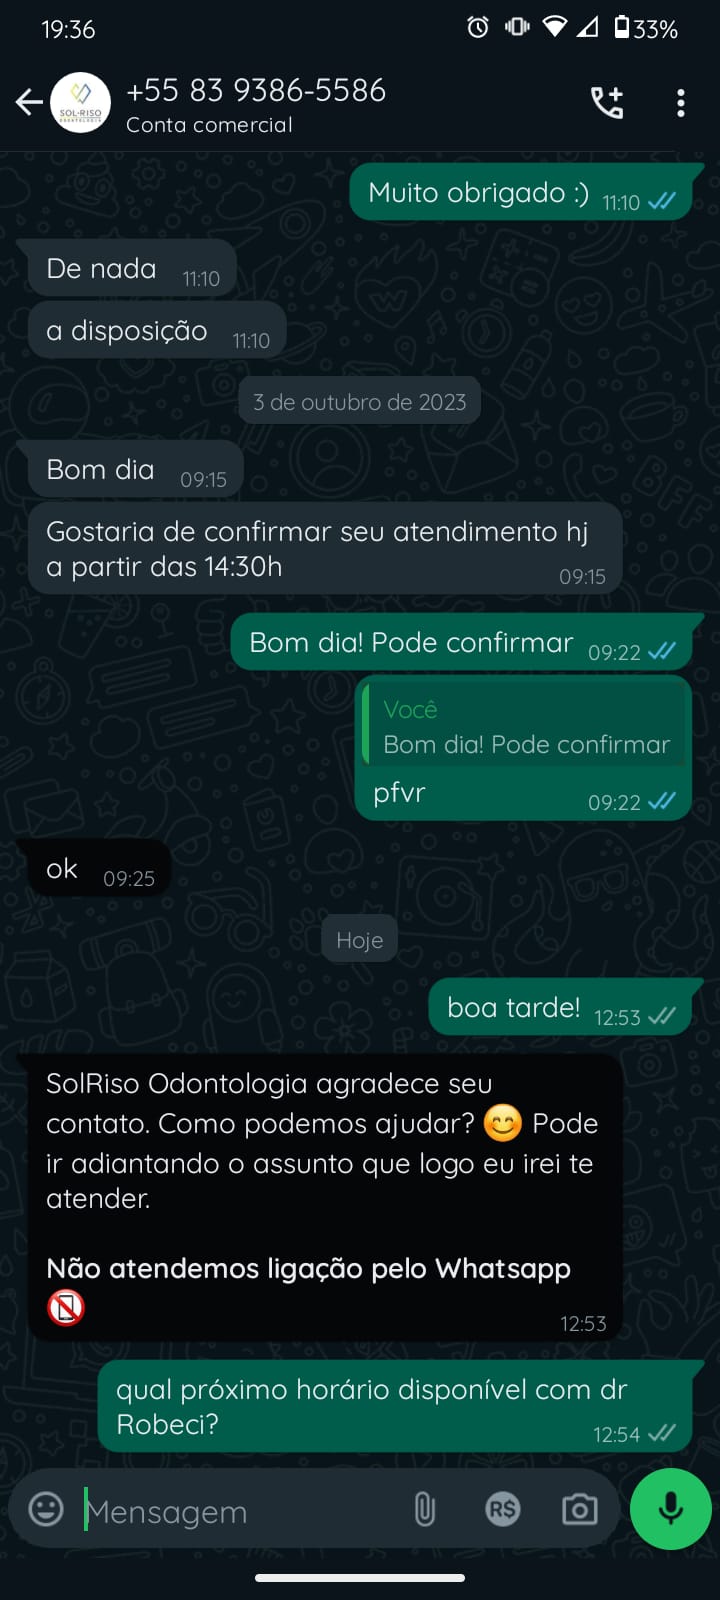 19:36
33%
+55 83 9386-5586
SOL-RISO
ODONTOLOGIA
Conta comercial
Muito obrigado :) 11:10
De nada 11:10
a disposição 11:10
3 de outubro de 2023
Bom dia 09:15
Gostaria de confirmar seu atendimento hj
a partir das 14:30h 09:15
Bom dia! Pode confirmar 09:22
Você
Bom dia! Pode confirmar
pfvr 09:22
ok 09:25
Hoje
boa tarde! 12:53
SolRiso Odontologia agradece seu
contato. Como podemos ajudar? 😊 Pode
ir adiantando o assunto que logo eu irei te
atender.
Não atendemos ligação pelo Whatsapp
📵
12:53
qual próximo horário disponível com dr
Robeci? 12:54
Mensagem
R$